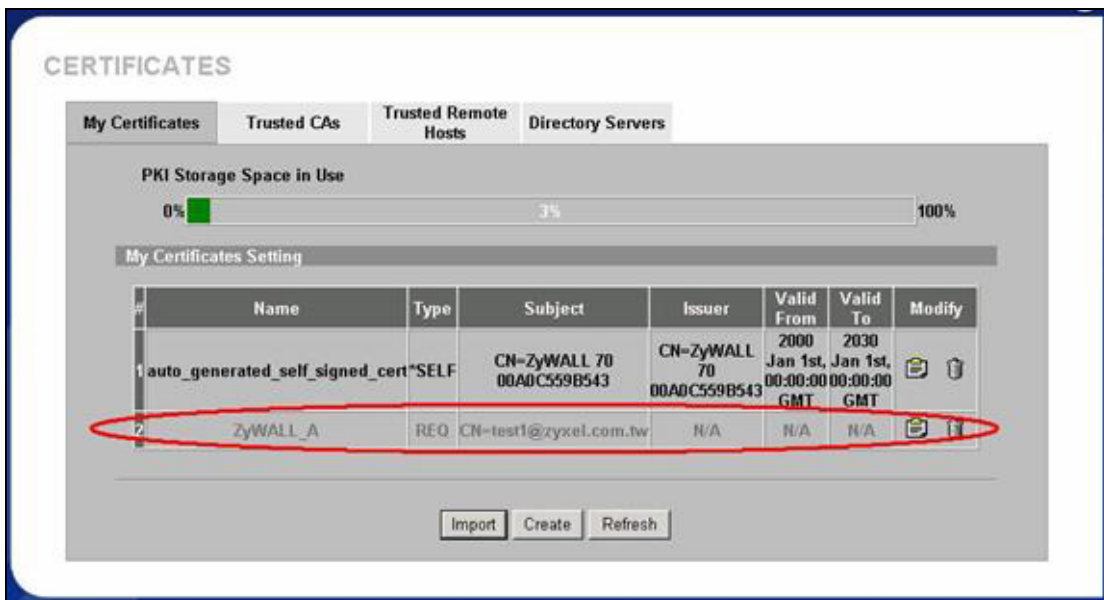 CERTIFICATES
My Certificates
Trusted CAs
Trusted Remote
Hosts
Directory Servers
PKI Storage Space in Use
0%
3%
100%
My Certificates Setting
#
Name
Type
Subject
Issuer
Valid
From
Valid
To
Modify
1
auto_generated_self_signed_cert
*SELF
CN=ZyWALL 70
00A0C559B543
CN=ZyWALL
70
00A0C559B543
2000
Jan 1st,
00:00:00
GMT
2030
Jan 1st,
00:00:00
GMT
2
ZyWALL_A
REQ
CN=test1@zyxel.com.tw
N/A
N/A
N/A
Import
Create
Refresh